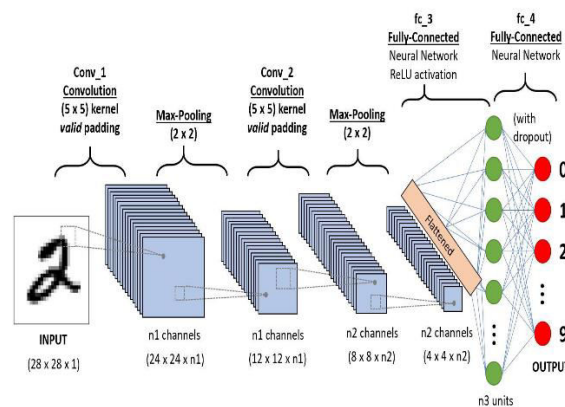 Conv_1
Convolution
(5 x 5) kernel
valid padding
Max-Pooling
(2 x 2)
Conv_2
Convolution
(5 x 5) kernel
valid padding
Max-Pooling
(2 x 2)
fc_3
Fully-Connected
Neural Network
ReLU activation
fc_4
Fully-Connected
Neural Network
(with
dropout)
2
Flattened
0
1
2
9
INPUT
(28 x 28 x 1)
n1 channels
(24 x 24 x n1)
n1 channels
(12 x 12 x n1)
n2 channels
(8 x 8 x n2)
n2 channels
(4 x 4 x n2)
n3 units
OUTPUT